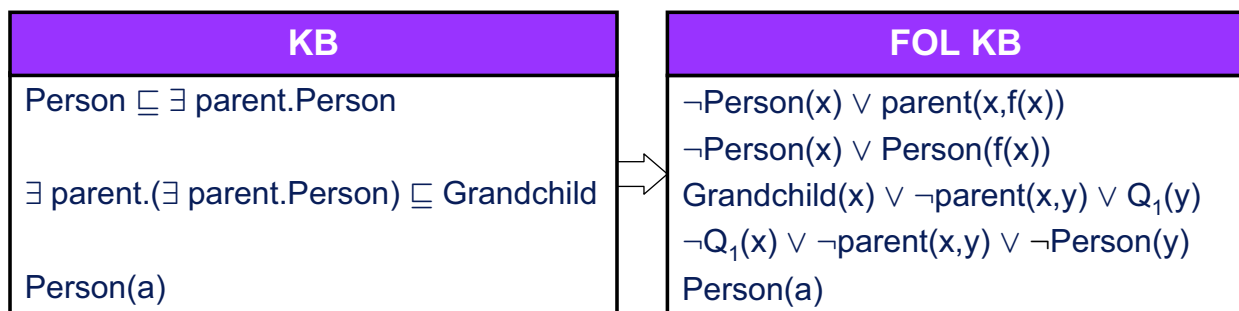 KB
Person ⊑ ∃ parent.Person
∃ parent.(∃ parent.Person) ⊑ Grandchild
Person(a)
FOL KB
¬Person(x) ∨ parent(x,f(x))
¬Person(x) ∨ Person(f(x))
Grandchild(x) ∨ ¬parent(x,y) ∨ Q₁(y)
¬Q₁(x) ∨ ¬parent(x,y) ∨ ¬Person(y)
Person(a)